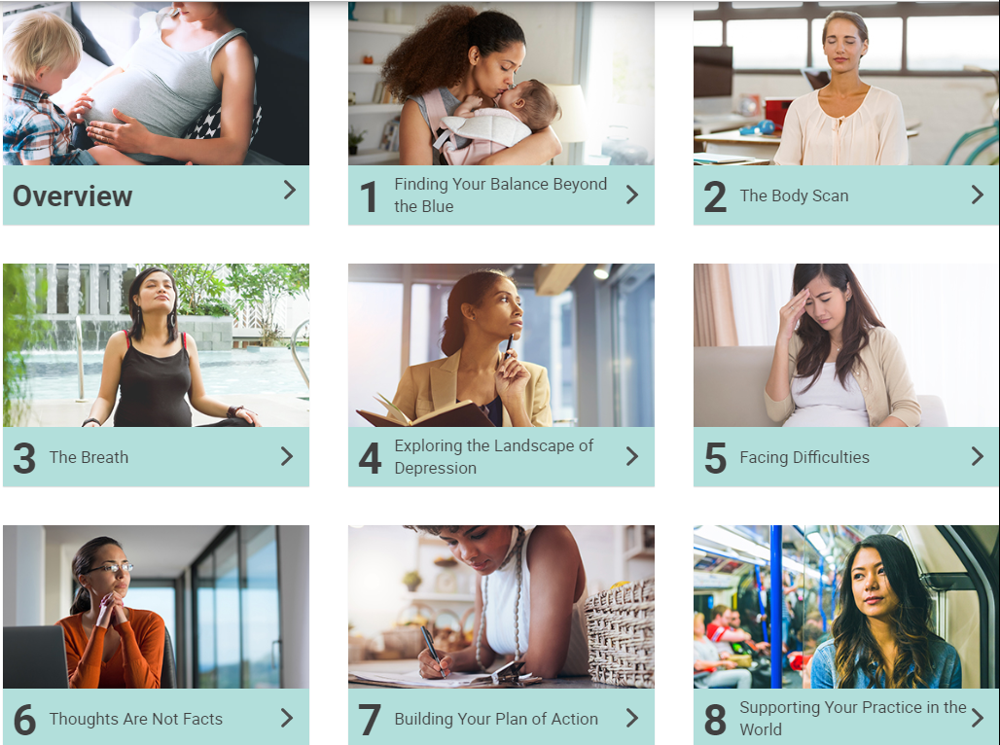 Overview
1
Finding Your Balance Beyond
the Blue
2
The Body Scan
3
The Breath
4
Exploring the Landscape of
Depression
5
Facing Difficulties
6
Thoughts Are Not Facts
7
Building Your Plan of Action
8
Supporting Your Practice in the
World